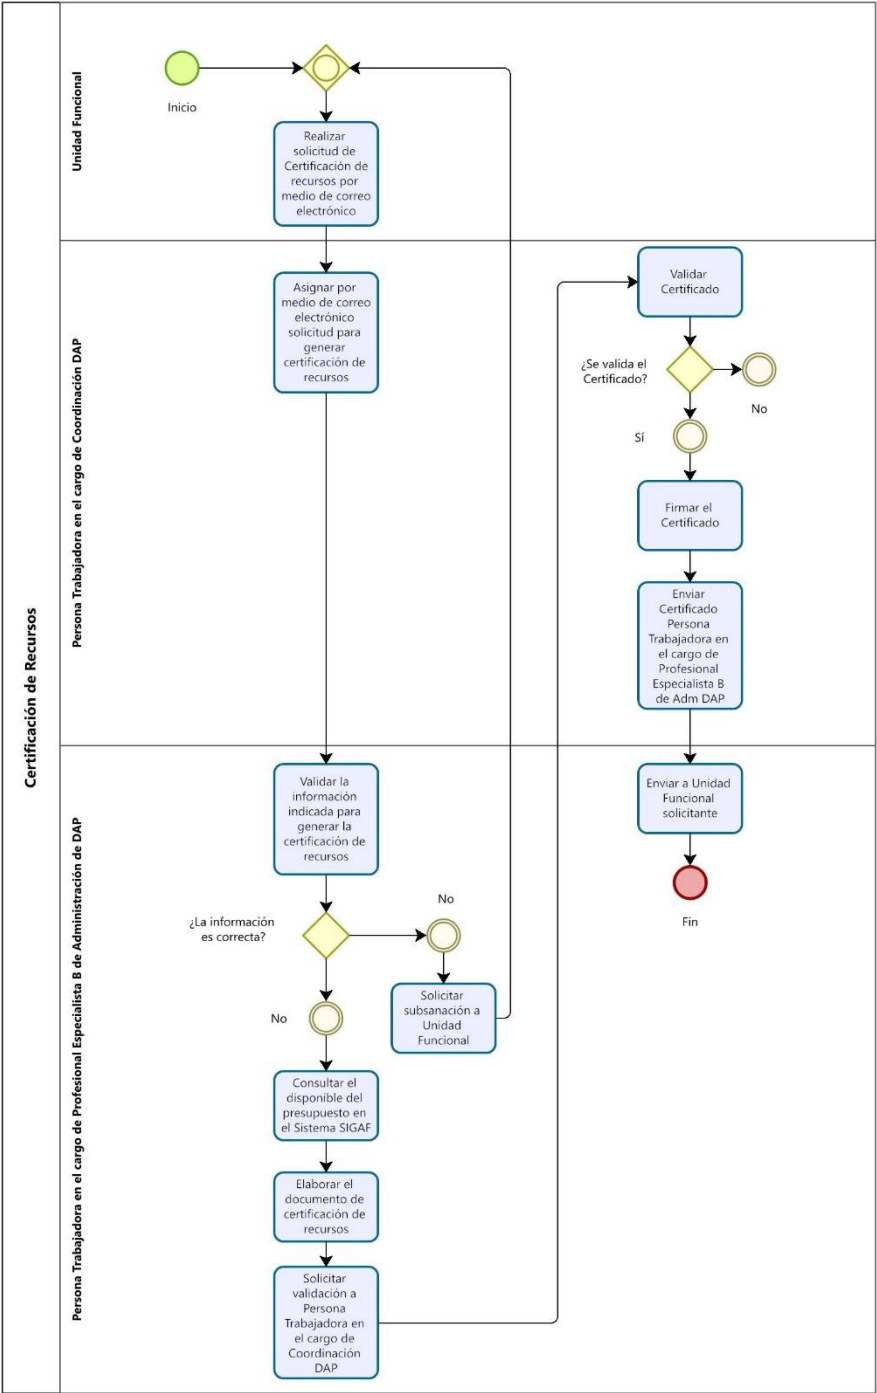 Certificación de Recursos
Unidad Funcional
Inicio
Realizar
solicitud de
Certificación de
recursos por
medio de correo
electrónico
Persona Trabajadora en el cargo de Coordinación DAP
Asignar por
medio de correo
electrónico
solicitud para
generar
certificación de
recursos
Validar
Certificado
¿Se valida el
Certificado?
No
Sí
Firmar el
Certificado
Enviar
Certificado
Persona
Trabajadora en
el cargo de
Profesional
Especialista B
de Adm DAP
Persona Trabajadora en el cargo de Profesional Especialista B de Administración de DAP
Validar la
información
indicada para
generar la
certificación de
recursos
¿La información
es correcta?
No
Solicitar
subsanación a
Unidad
Funcional
No
Consultar el
disponible del
presupuesto en
el Sistema SIGAF
Elaborar el
documento de
certificación de
recursos
Solicitar
validación a
Persona
Trabajadora en
el cargo de
Coordinación
DAP
Enviar a Unidad
Funcional
solicitante
Fin